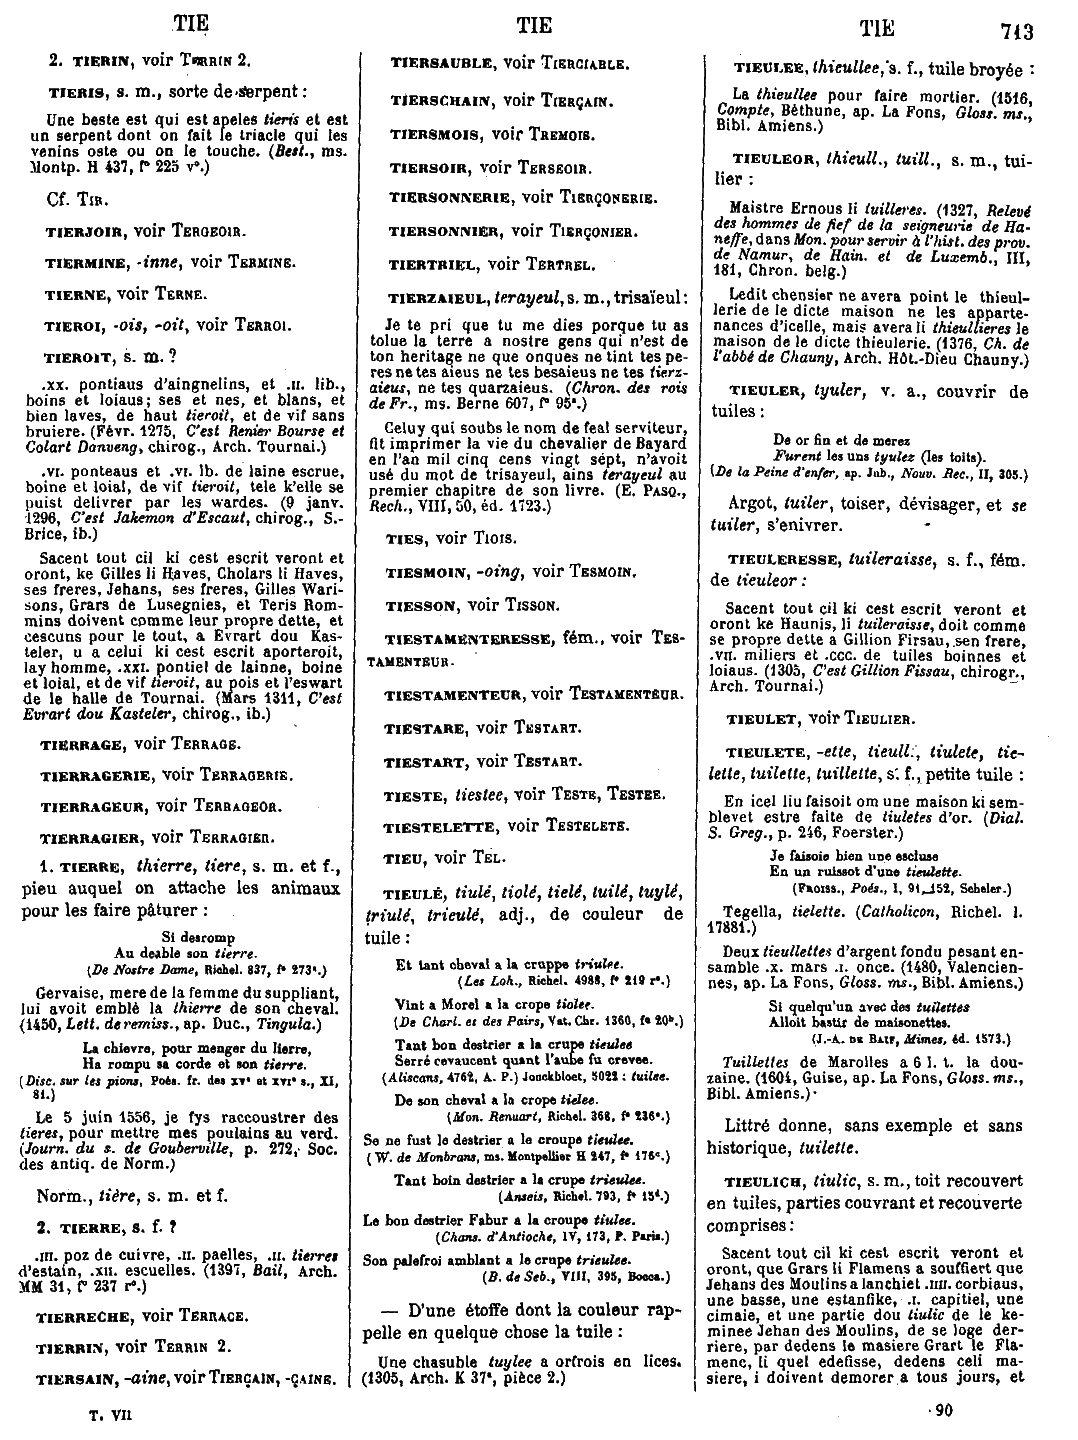 TIE
TIE
TIE
713
2. TIERIN, voir TERRIN 2.
TIERIS, s. m., sorte de serpent :
Une beste est qui est apeles tieris et est
un serpent dont on fait le triacle qui les
venins oste ou on le touche. (Best., ms.
Montp. H 437, f° 225 v°.)
Cf. TIR.
TIERJOIR, voir TERGEOIR.
TIERMINE, -inne, voir TERMINE.
TIERNE, voir TERNE.
TIEROI, -ois, -oit, voir TERROI.
TIEROIT, s. m. ?
.xx. pontiaus d'aingnelins, et .II. lib.,
boins et loiaus; ses et nes, et blans, et
bien laves, de haut tieroit, et de vif sans
bruiere. (Févr. 1275, C'est Renier Bourse et
Colart Danveng, chirog., Arch. Tournai.)
.VI. ponteaus et .VI. lb. de laine escrue,
boine et loial, de vif tieroit, tele k'elle se
puist delivrer par les wardes. (9 janv.
1296, C'est Jakemon d'Escaut, chirog., S.-
Brice, ib.)
Sacent tout cil ki cest escrit veront et
oront, ke Gilles li Haves, Cholars li Haves,
ses freres, Jehans, ses freres, Gilles Wari-
sons, Grars de Lusegnies, et Teris Rom-
mins doivent comme leur propre dette, et
cescuns pour le tout, a Evrart dou Kas-
teler, u a celui ki cest escrit aporteroit,
lay homme, .XXI. pontiel de lainne, boine
et loial, et de vif tieroit, au pois et l'eswart
de le halle de Tournai. (Mars 1311, C'est
Evrart dou Kasteler, chirog., ib.)
TIERRAGE, voir TERRAGE.
TIERRAGERIE, voir TERRAGERIE.
TIERRAGEUR, voir TERRAGEOR.
TIERRAGIER, voir TERRAGIER.
1. TIERRE, thierre, tiere, s. m. et f.,
pieu auquel on attache les animaux
pour les faire pâturer :
Si desromp
Au deable son tierre.
(De Nostre Dame, Richel. 837, f° 273ᵃ.)
Gervaise, mere de la femme du suppliant,
lui avoit emblè la thierre de son cheval.
(1450, Lett. de remiss., ap. Duc., Tingula.)
La chievre, pour menger du lierre,
Ha rompu sa corde et son tierre.
(Disc. sur les pions, Poés. fr. des XVᵉ et XVIᵉ s., XI,
81.)
Le 5 juin 1556, je fys raccoustrer des
tieres, pour mettre mes poulains au verd.
(Journ. du s. de Gouberville, p. 272, Soc.
des antiq. de Norm.)
Norm., tière, s. m. et f.
2. TIERRE, s. f. ?
.III. poz de cuivre, .II. paelles, .II. tierres
d'estain, .XII. escuelles. (1397, Bail, Arch.
MM 31, f° 237 r°.)
TIERRECHE, voir TERRACE.
TIERRIN, voir TERRIN 2.
TIERSAIN, -aine, voir TIERÇAIN, -ÇAINE.
T. VII
TIERSAUBLE, voir TIERCIABLE.
TIERSCHAIN, voir TIERÇAIN.
TIERSMOIS, voir TREMOIS.
TIERSOIR, voir TERSEOIR.
TIERSONNERIE, voir TIERÇONERIE.
TIERSONNIER, voir TIERÇONIER.
TIERTRIEL, voir TERTREL.
TIERZAIEUL, terayeul, s. m., trisaïeul :
Je te pri que tu me dies porque tu as
tolue la terre a nostre gens qui n'est de
ton heritage ne que onques ne tint tes pe-
res ne tes aieus ne tes besaieus ne tes tierz-
aieus, ne tes quarzaieus. (Chron. des rois
de Fr., ms. Berne 607, f° 95ᵃ.)
Celuy qui soubs le nom de feal serviteur,
fit imprimer la vie du chevalier de Bayard
en l'an mil cinq cens vingt sept, n'avoit
usé du mot de trisayeul, ains terayeul au
premier chapitre de son livre. (E. PASQ.,
Rech., VIII, 50, éd. 1723.)
TIES, voir TIOIS.
TIESMOIN, -oing, voir TESMOIN.
TIESSON, voir TISSON.
TIESTAMENTERESSE, fém., voir TES-
TAMENTEUR.
TIESTAMENTEUR, voir TESTAMENTEUR.
TIESTARE, voir TESTART.
TIESTART, voir TESTART.
TIESTE, tiestee, voir TESTE, TESTEE.
TIESTELETTE, voir TESTELETE.
TIEU, voir TEL.
TIEULÉ, tiulé, tiolé, tielé, tuilé, tuylé,
triulé, trieulé, adj., de couleur de
tuile :
Et tant cheval a la cruppe triulee.
(Les Loh., Richel. 4988, f° 219 r°.)
Vint a Morel a la crope tiolee.
(De Charl. et des Pairs, Vat. Chr. 1360, f° 20ᵇ.)
Tant bon destrier a la crupe tieulee
Serré cevaucent quant l'aube fu crevee.
(Aliscans, 4762, A. P.) Jonckbloet, 5022 : tuilee.
De son cheval a la crope tielee.
(Mon. Renuart, Richel. 368, f° 236ᵃ.)
Se ne fust le destrier a le croupe tieulee.
(W. de Monbrans, ms. Montpellier H 247, f° 176ᶜ.)
Tant boin destrier a la crupe trieulee.
(Anseis, Richel. 793, f° 15ᵈ.)
Le bon destrier Fabur a la croupe tiulee.
(Chans. d'Antioche, IV, 173, P. Paris.)
Son palefroi amblant a le crupe trieulee.
(B. de Seb., VIII, 395, Bocca.)
— D'une étoffe dont la couleur rap-
pelle en quelque chose la tuile :
Une chasuble tuylee a orfrois en lices.
(1305, Arch. K 37ᵃ, pièce 2.)
TIEULEE, thieullee, s. f., tuile broyée :
La thieullee pour faire mortier. (1516,
Compte, Béthune, ap. La Fons, Gloss. ms.,
Bibl. Amiens.)
TIEULEOR, thieull., tuill., s. m., tui-
lier :
Maistre Ernous li tuilleres. (1327, Relevé
des hommes de fief de la seigneurie de Ha-
neffe, dans Mon. pour servir à l'hist. des prov.
de Namur, de Hain. et de Luxemb., III,
181, Chron. belg.)
Ledit chensier ne avera point le thieul-
lerie de le dicte maison ne les apparte-
nances d'icelle, mais avera li thieullieres le
maison de le dicte thieulerie. (1376, Ch. de
l'abbé de Chauny, Arch. Hôt.-Dieu Chauny.)
TIEULER, tyuler, v. a., couvrir de
tuiles :
De or fin et de merez
Furent les uns tyulez (les toits).
(De la Peine d'enfer, ap. Jub., Nouv. Rec., II, 305.)
Argot, tuiler, toiser, dévisager, et se
tuiler, s'enivrer.
TIEULERESSE, tuileraisse, s. f., fém.
de tieuleor :
Sacent tout cil ki cest escrit veront et
oront ke Haunis, li tuileraisse, doit comme
se propre dette a Gillion Firsau, sen frere,
.VII. miliers et .CCC. de tuiles boinnes et
loiaus. (1305, C'est Gillion Fissau, chirogr.,
Arch. Tournai.)
TIEULET, voir TIEULIER.
TIEULETE, -ette, tieull., tiulete, tie-
lette, tuilette, tuillette, s. f., petite tuile :
En icel liu faisoit om une maison ki sem-
blevet estre faite de tiuletes d'or. (Dial.
S. Greg., p. 246, Foerster.)
Je faisoie bien une escluse
En un ruissot d'une tieulette.
(FROISS., Poés., I, 91, 152, Scheler.)
Tegella, tielette. (Catholicon, Richel. l.
17881.)
Deux tieullettes d'argent fondu pesant en-
samble .X. mars .I. once. (1480, Valencien-
nes, ap. La Fons, Gloss. ms., Bibl. Amiens.)
Si quelqu'un avec des tuilettes
Alloit bastir de maisonettes.
(J.-A. DE BAIF, Mimes, éd. 1573.)
Tuillettes de Marolles a 6 l. t. la dou-
zaine. (1604, Guise, ap. La Fons, Gloss. ms.,
Bibl. Amiens.)
Littré donne, sans exemple et sans
historique, tuilette.
TIEULICH, tiulic, s. m., toit recouvert
en tuiles, parties couvrant et recouverte
comprises :
Sacent tout cil ki cest escrit veront et
oront, que Grars li Flamens a souffiert que
Jehans des Moulins a lanchiet .IIII. corbiaus,
une basse, une estanfike, .I. capitiel, une
cimaie, et une partie dou tiulic de le ke-
minee Jehan des Moulins, de se loge der-
riere, par dedens le masiere Grart le Fla-
menc, li quel edefisse, dedens celi ma-
siere, i doivent demorer a tous jours, et
90